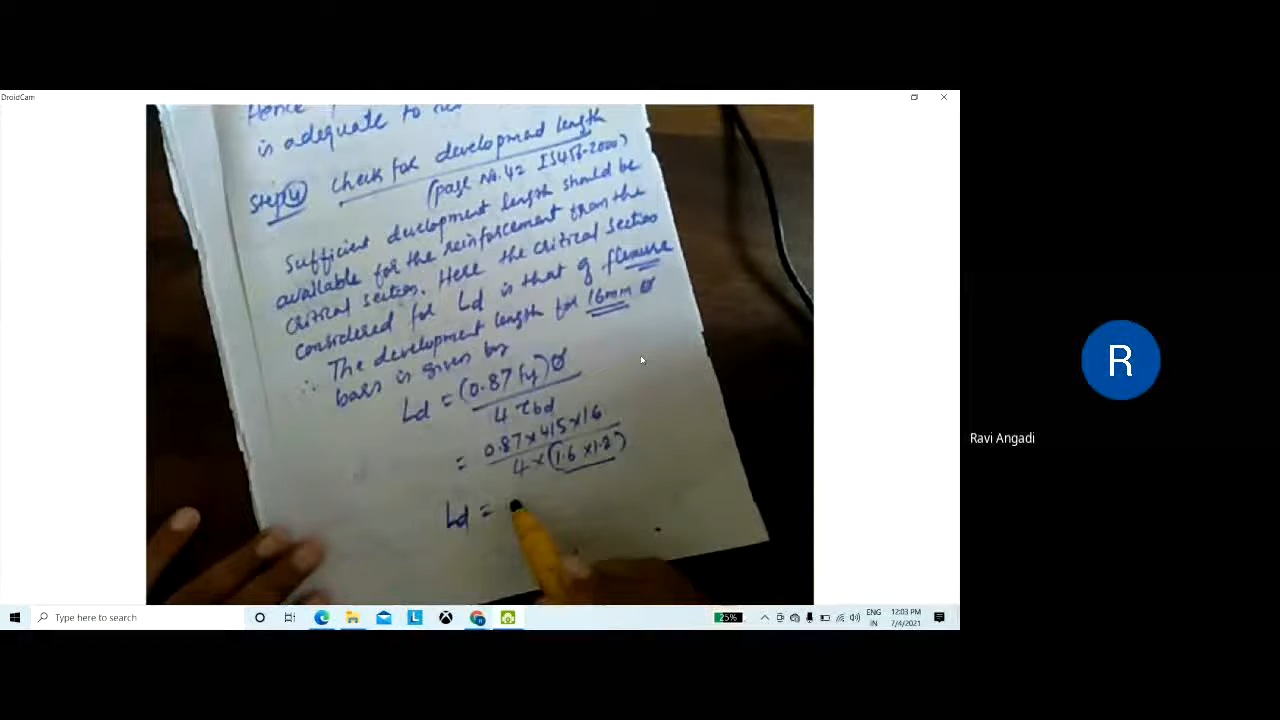 DroidCam
Hence
is adequate to
Step 4 Check for development length
(page No. 42 IS456-2000)
Sufficient development length should be
available for the reinforcement from the
critical section. Here the critical section
considered for Ld is that of flexure
∴ The development length for 16mm Ø
bars is given by
Ld = (0.87 fy) Ø
4 τbd
= 0.87 x 415 x 16
4 x (1.6 x 1.2)
Ld =
R
Ravi Angadi
Type here to search
25%
ENG
IN
12:03 PM
7/4/2021